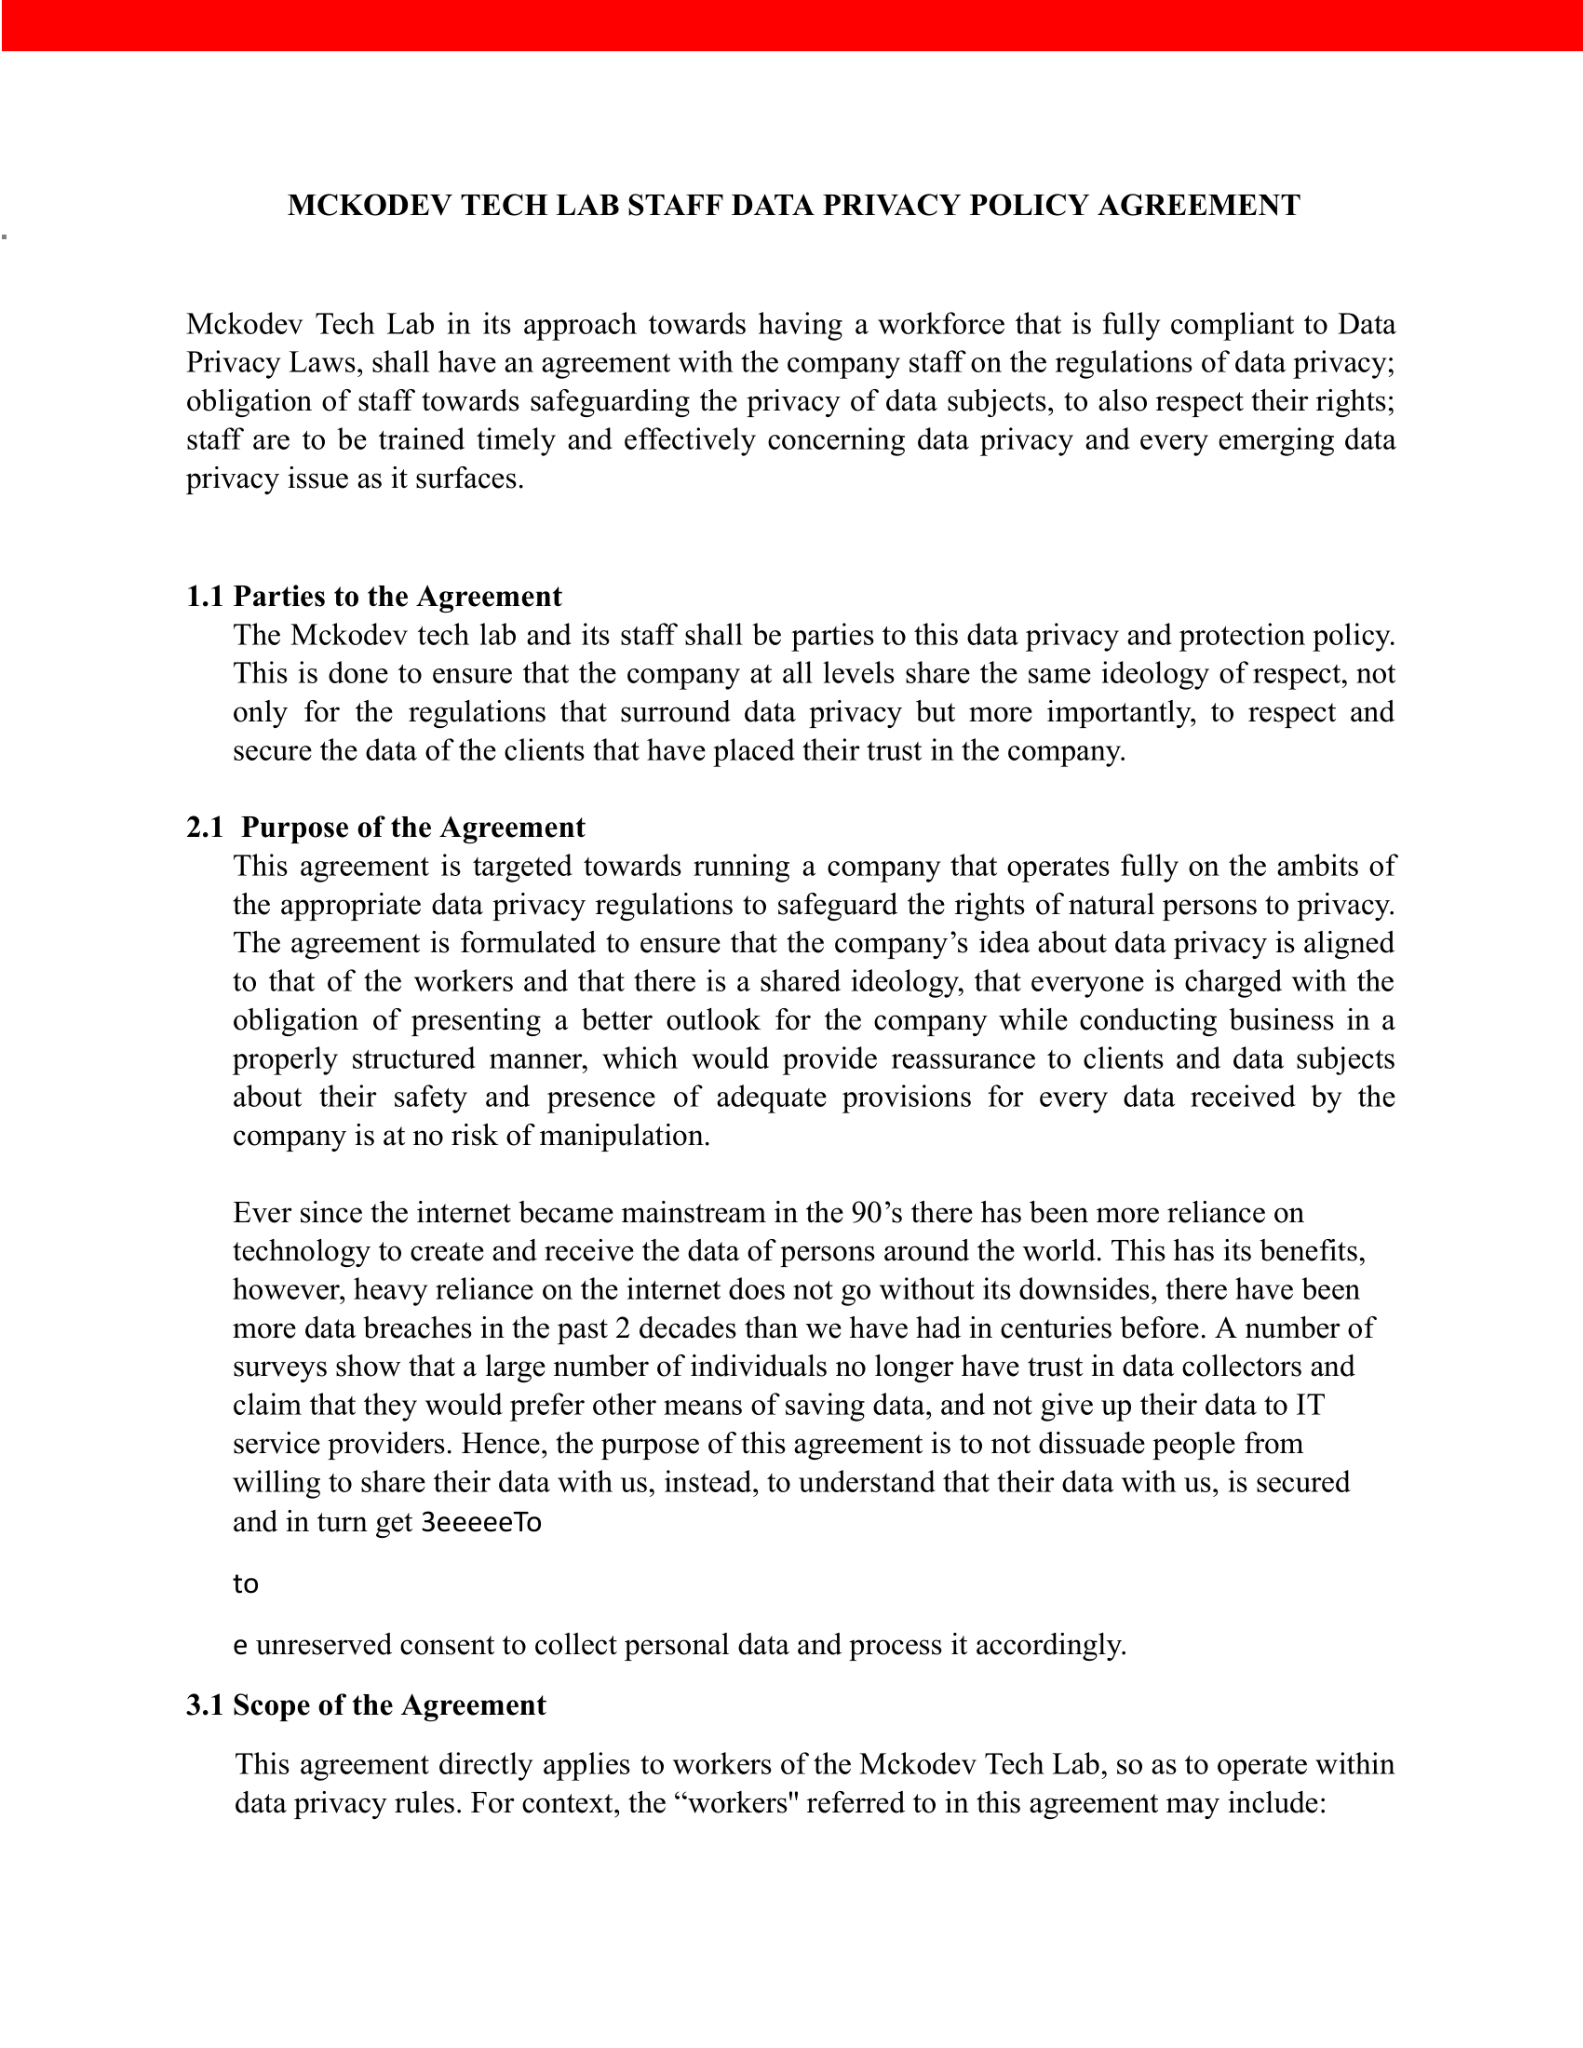 MCKODEV TECH LAB STAFF DATA PRIVACY POLICY AGREEMENT
Mckodev Tech Lab in its approach towards having a workforce that is fully compliant to Data
Privacy Laws, shall have an agreement with the company staff on the regulations of data privacy;
obligation of staff towards safeguarding the privacy of data subjects, to also respect their rights;
staff are to be trained timely and effectively concerning data privacy and every emerging data
privacy issue as it surfaces.
1.1 Parties to the Agreement
The Mckodev tech lab and its staff shall be parties to this data privacy and protection policy.
This is done to ensure that the company at all levels share the same ideology of respect, not
only for the regulations that surround data privacy but more importantly, to respect and
secure the data of the clients that have placed their trust in the company.
2.1 Purpose of the Agreement
This agreement is targeted towards running a company that operates fully on the ambits of
the appropriate data privacy regulations to safeguard the rights of natural persons to privacy.
The agreement is formulated to ensure that the company’s idea about data privacy is aligned
to that of the workers and that there is a shared ideology, that everyone is charged with the
obligation of presenting a better outlook for the company while conducting business in a
properly structured manner, which would provide reassurance to clients and data subjects
about their safety and presence of adequate provisions for every data received by the
company is at no risk of manipulation.
Ever since the internet became mainstream in the 90’s there has been more reliance on
technology to create and receive the data of persons around the world. This has its benefits,
however, heavy reliance on the internet does not go without its downsides, there have been
more data breaches in the past 2 decades than we have had in centuries before. A number of
surveys show that a large number of individuals no longer have trust in data collectors and
claim that they would prefer other means of saving data, and not give up their data to IT
service providers. Hence, the purpose of this agreement is to not dissuade people from
willing to share their data with us, instead, to understand that their data with us, is secured
and in turn get 3eeeeeTo
to
e unreserved consent to collect personal data and process it accordingly.
3.1 Scope of the Agreement
This agreement directly applies to workers of the Mckodev Tech Lab, so as to operate within
data privacy rules. For context, the “workers" referred to in this agreement may include: